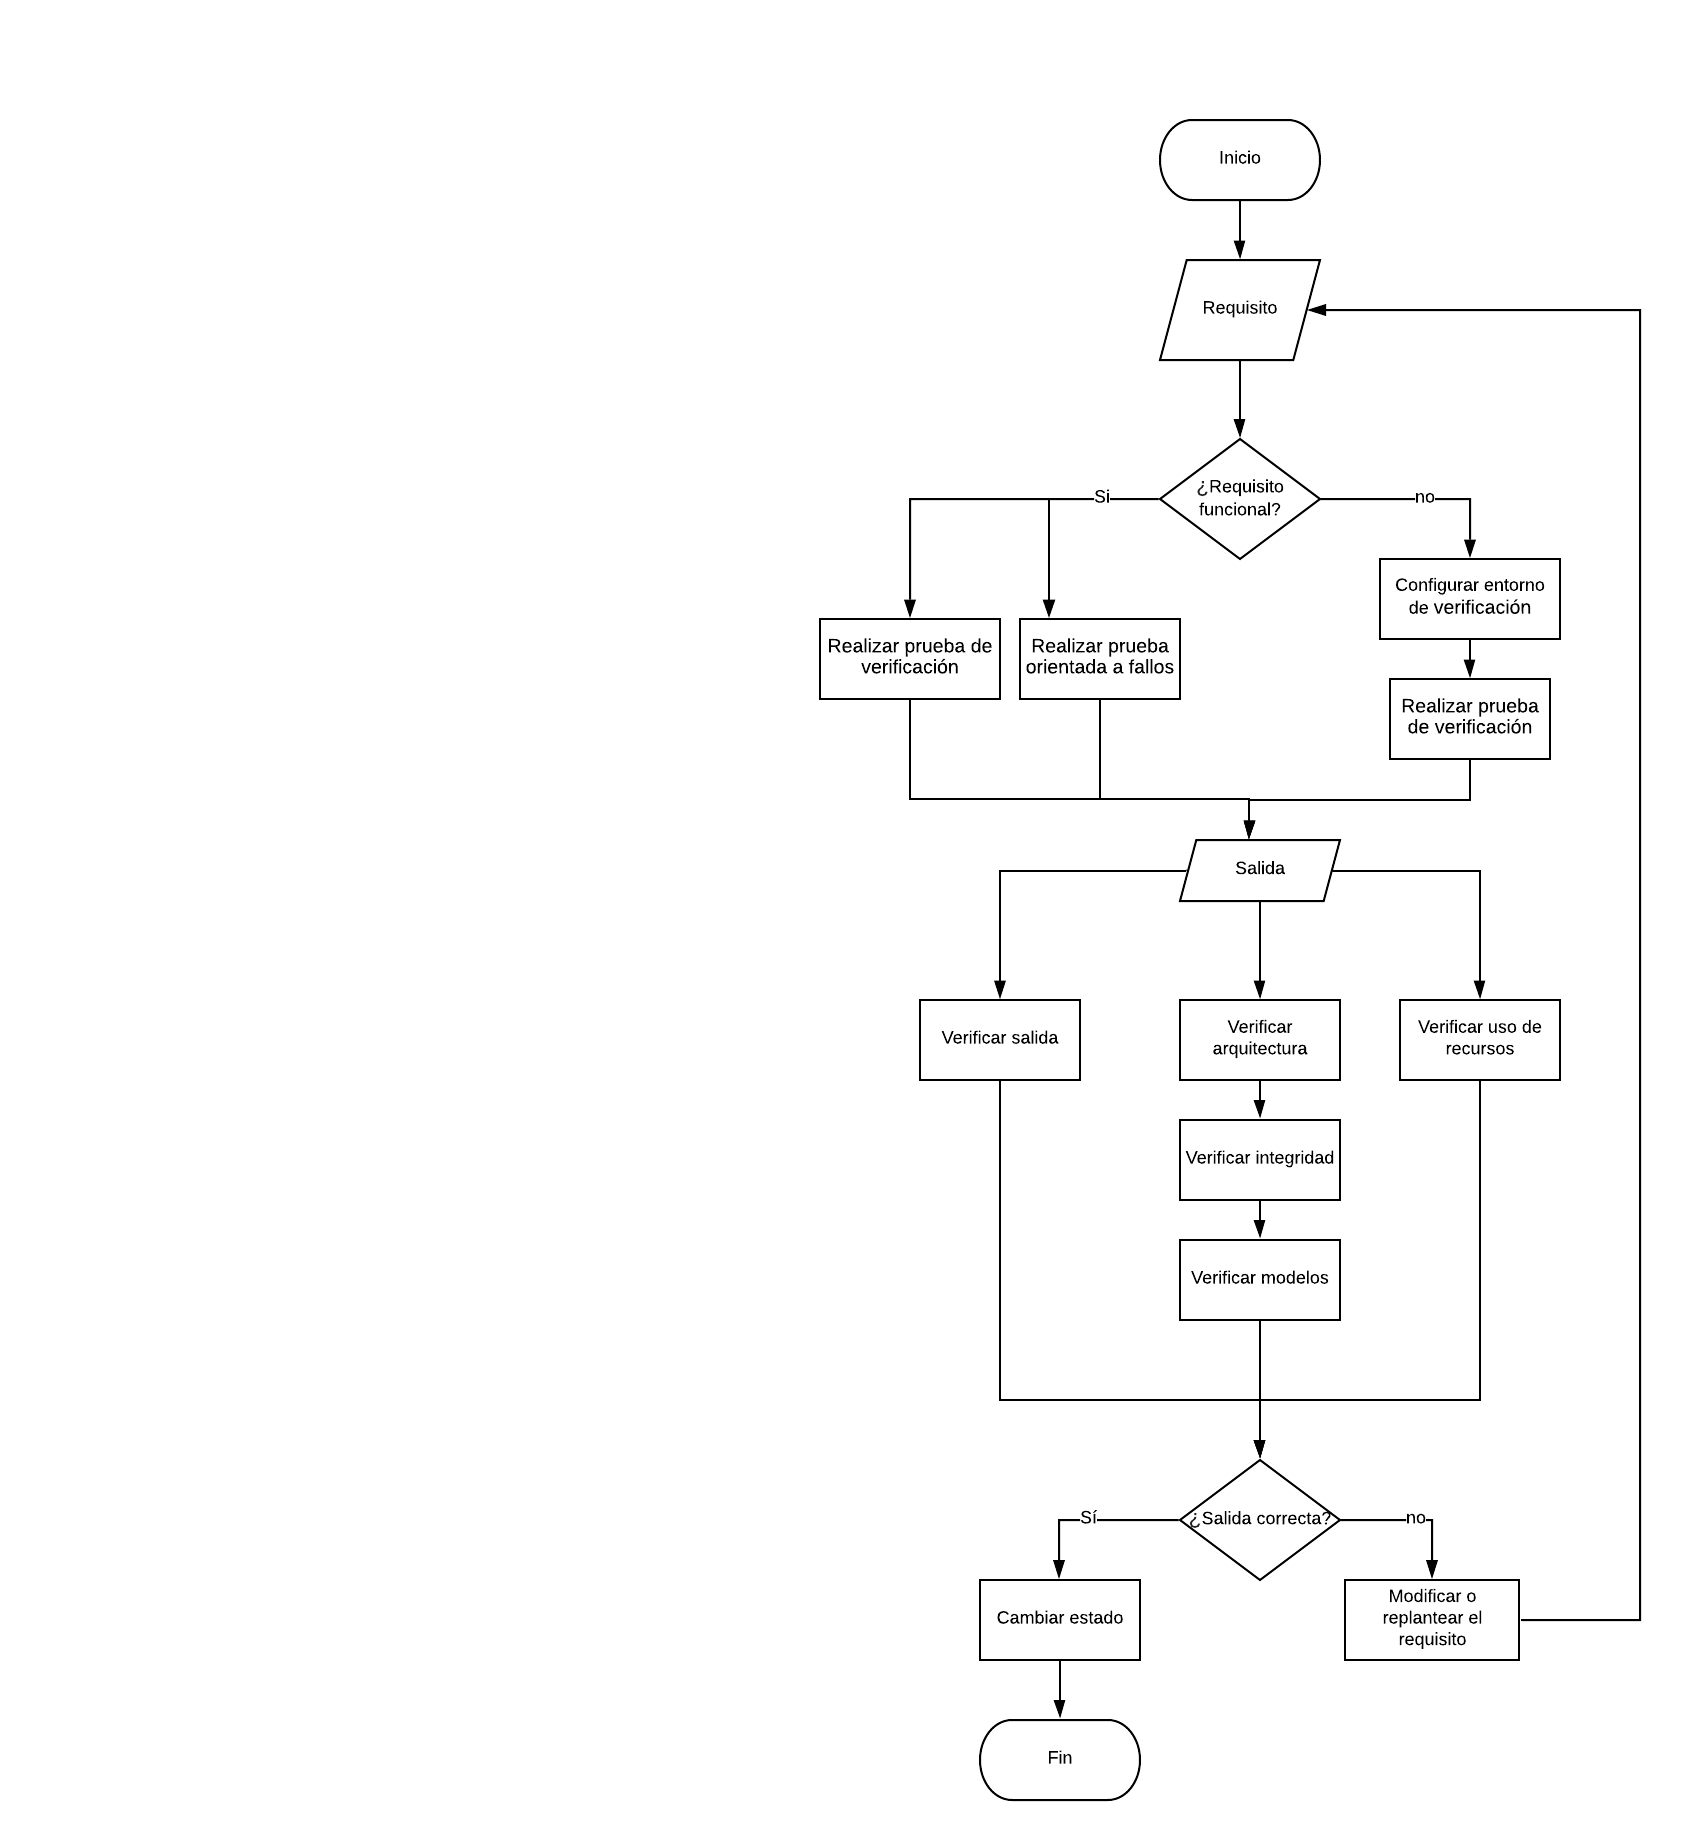 Inicio
Requisito
¿Requisito
funcional?
Si
no
Configurar entorno
de verificación
Realizar prueba de
verificación
Realizar prueba
orientada a fallos
Realizar prueba
de verificación
Salida
Verificar salida
Verificar
arquitectura
Verificar uso de
recursos
Verificar integridad
Verificar modelos
¿Salida correcta?
Sí
no
Cambiar estado
Modificar o
replantear el
requisito
Fin